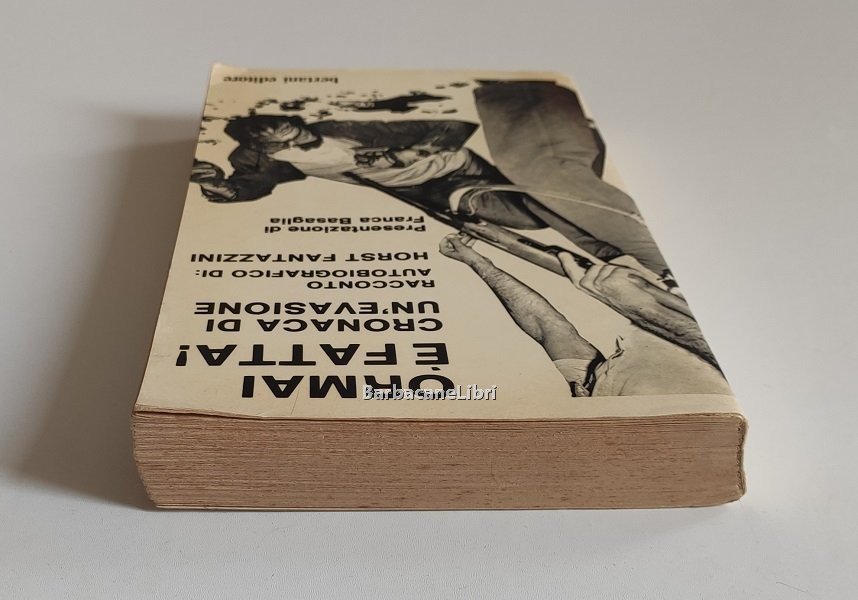 ORMAI
È FATTA!
CRONACA DI
UN'EVASIONE
RACCONTO
AUTOBIOGRAFICO DI:
HORST FANTAZZINI
Presentazione di
Franca Basaglia
bertani editore
BarbacaneLibri